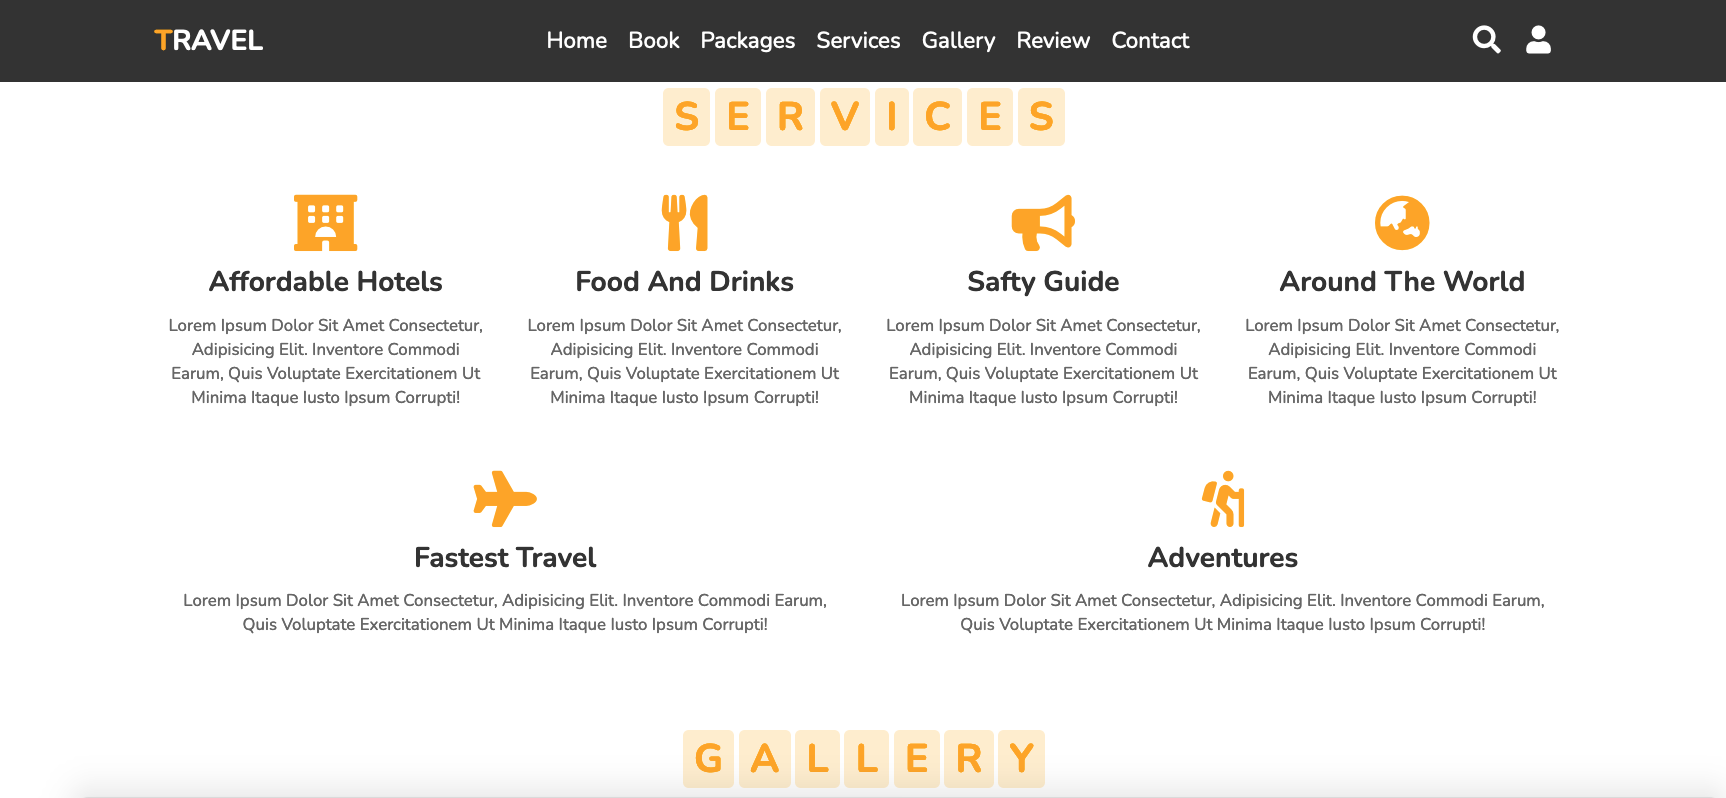 TRAVEL
Home Book Packages Services Gallery Review Contact
SERVICES
Affordable Hotels
Lorem Ipsum Dolor Sit Amet Consectetur,
Adipisicing Elit. Inventore Commodi
Earum, Quis Voluptate Exercitationem Ut
Minima Itaque Iusto Ipsum Corrupti!
Food And Drinks
Lorem Ipsum Dolor Sit Amet Consectetur,
Adipisicing Elit. Inventore Commodi
Earum, Quis Voluptate Exercitationem Ut
Minima Itaque Iusto Ipsum Corrupti!
Safty Guide
Lorem Ipsum Dolor Sit Amet Consectetur,
Adipisicing Elit. Inventore Commodi
Earum, Quis Voluptate Exercitationem Ut
Minima Itaque Iusto Ipsum Corrupti!
Around The World
Lorem Ipsum Dolor Sit Amet Consectetur,
Adipisicing Elit. Inventore Commodi
Earum, Quis Voluptate Exercitationem Ut
Minima Itaque Iusto Ipsum Corrupti!
Fastest Travel
Lorem Ipsum Dolor Sit Amet Consectetur, Adipisicing Elit. Inventore Commodi Earum,
Quis Voluptate Exercitationem Ut Minima Itaque Iusto Ipsum Corrupti!
Adventures
Lorem Ipsum Dolor Sit Amet Consectetur, Adipisicing Elit. Inventore Commodi Earum,
Quis Voluptate Exercitationem Ut Minima Itaque Iusto Ipsum Corrupti!
GALLERY